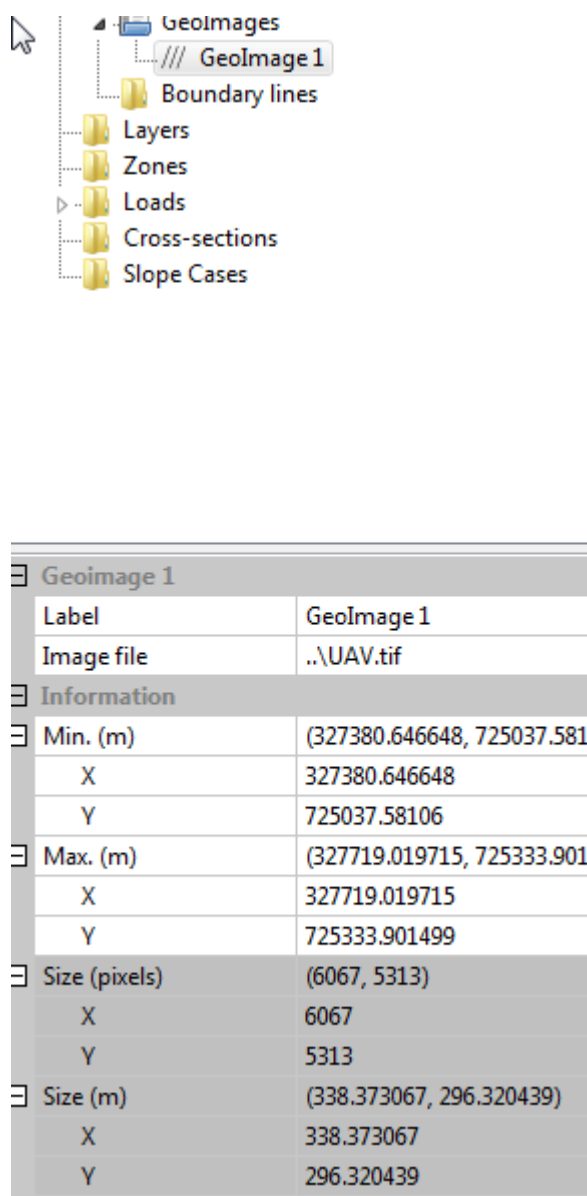 GeoImages
/// GeoImage 1
Boundary lines
Layers
Zones
Loads
Cross-sections
Slope Cases
Geoimage 1
Label GeoImage 1
Image file ..\UAV.tif
Information
Min. (m) (327380.646648, 725037.581
X 327380.646648
Y 725037.58106
Max. (m) (327719.019715, 725333.901
X 327719.019715
Y 725333.901499
Size (pixels) (6067, 5313)
X 6067
Y 5313
Size (m) (338.373067, 296.320439)
X 338.373067
Y 296.320439